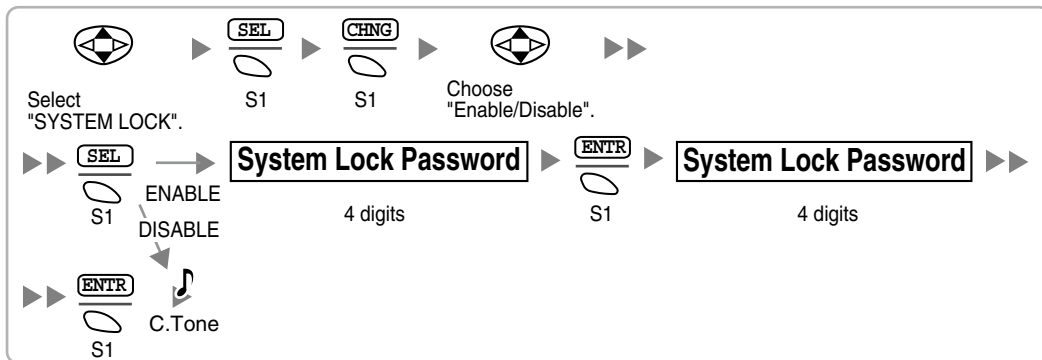 SEL
CHNG
Select
"SYSTEM LOCK".
S1
S1
Choose
"Enable/Disable".
SEL
S1
ENABLE
DISABLE
System Lock Password
4 digits
ENTR
S1
System Lock Password
4 digits
ENTR
S1
C.Tone